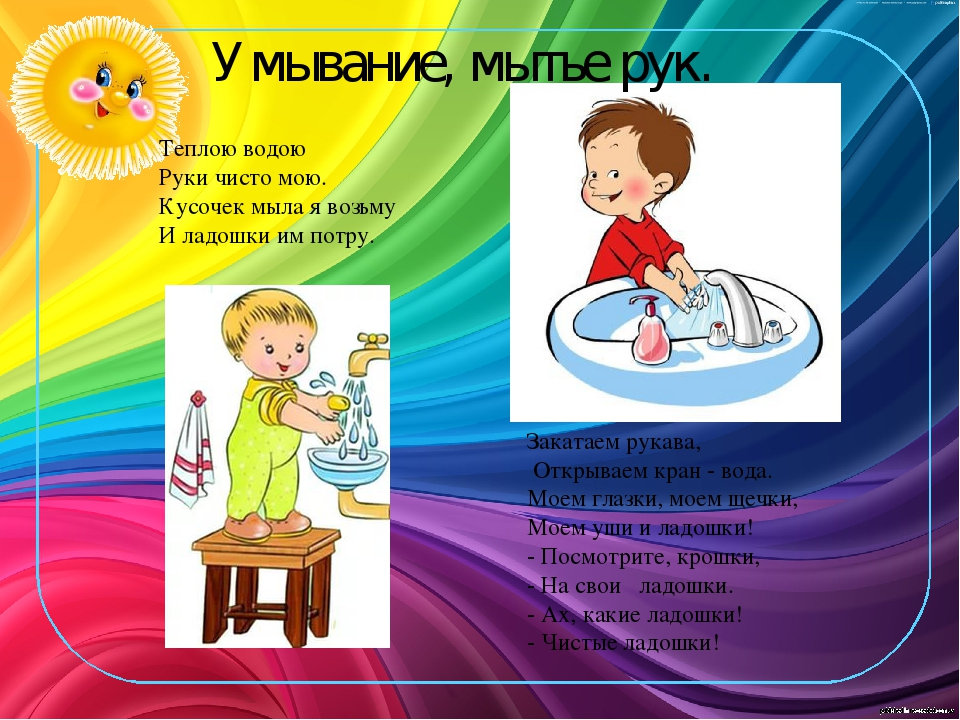 Умывание, мытье рук.
Теплою водою
Руки чисто мою.
Кусочек мыла я возьму
И ладошки им потру.
Закатаем рукава,
Открываем кран - вода.
Моем глазки, моем щечки,
Моем уши и ладошки!
- Посмотрите, крошки,
- На свои ладошки.
- Ах, какие ладошки!
- Чистые ладошки!